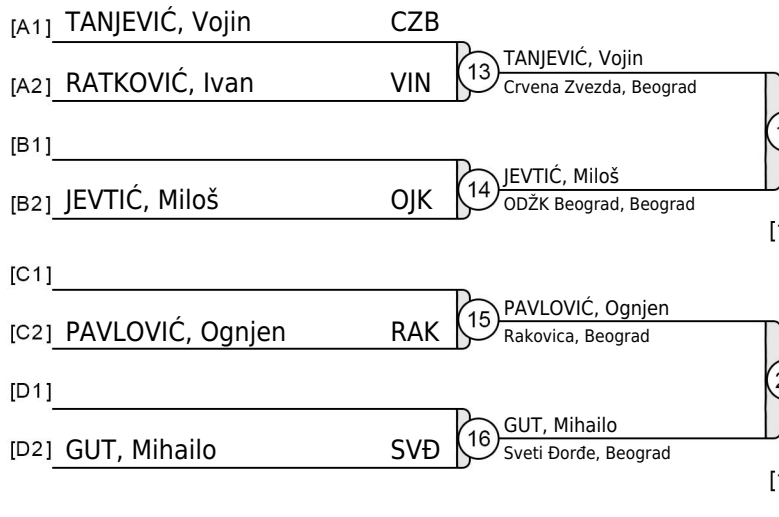 [A1] TANJEVIĆ, Vojin CZB
13 TANJEVIĆ, Vojin
[A2] RATKOVIĆ, Ivan VIN
Crvena Zvezda, Beograd
[B1]
JEVTIĆ, Miloš
[B2] JEVTIĆ, Miloš OJK 14
ODŽK Beograd, Beograd
[C1]
PAVLOVIĆ, Ognjen
[C2] PAVLOVIĆ, Ognjen RAK 15
Rakovica, Beograd
[D1]
GUT, Mihailo
[D2] GUT, Mihailo SVĐ 16
Sveti Đorđe, Beograd